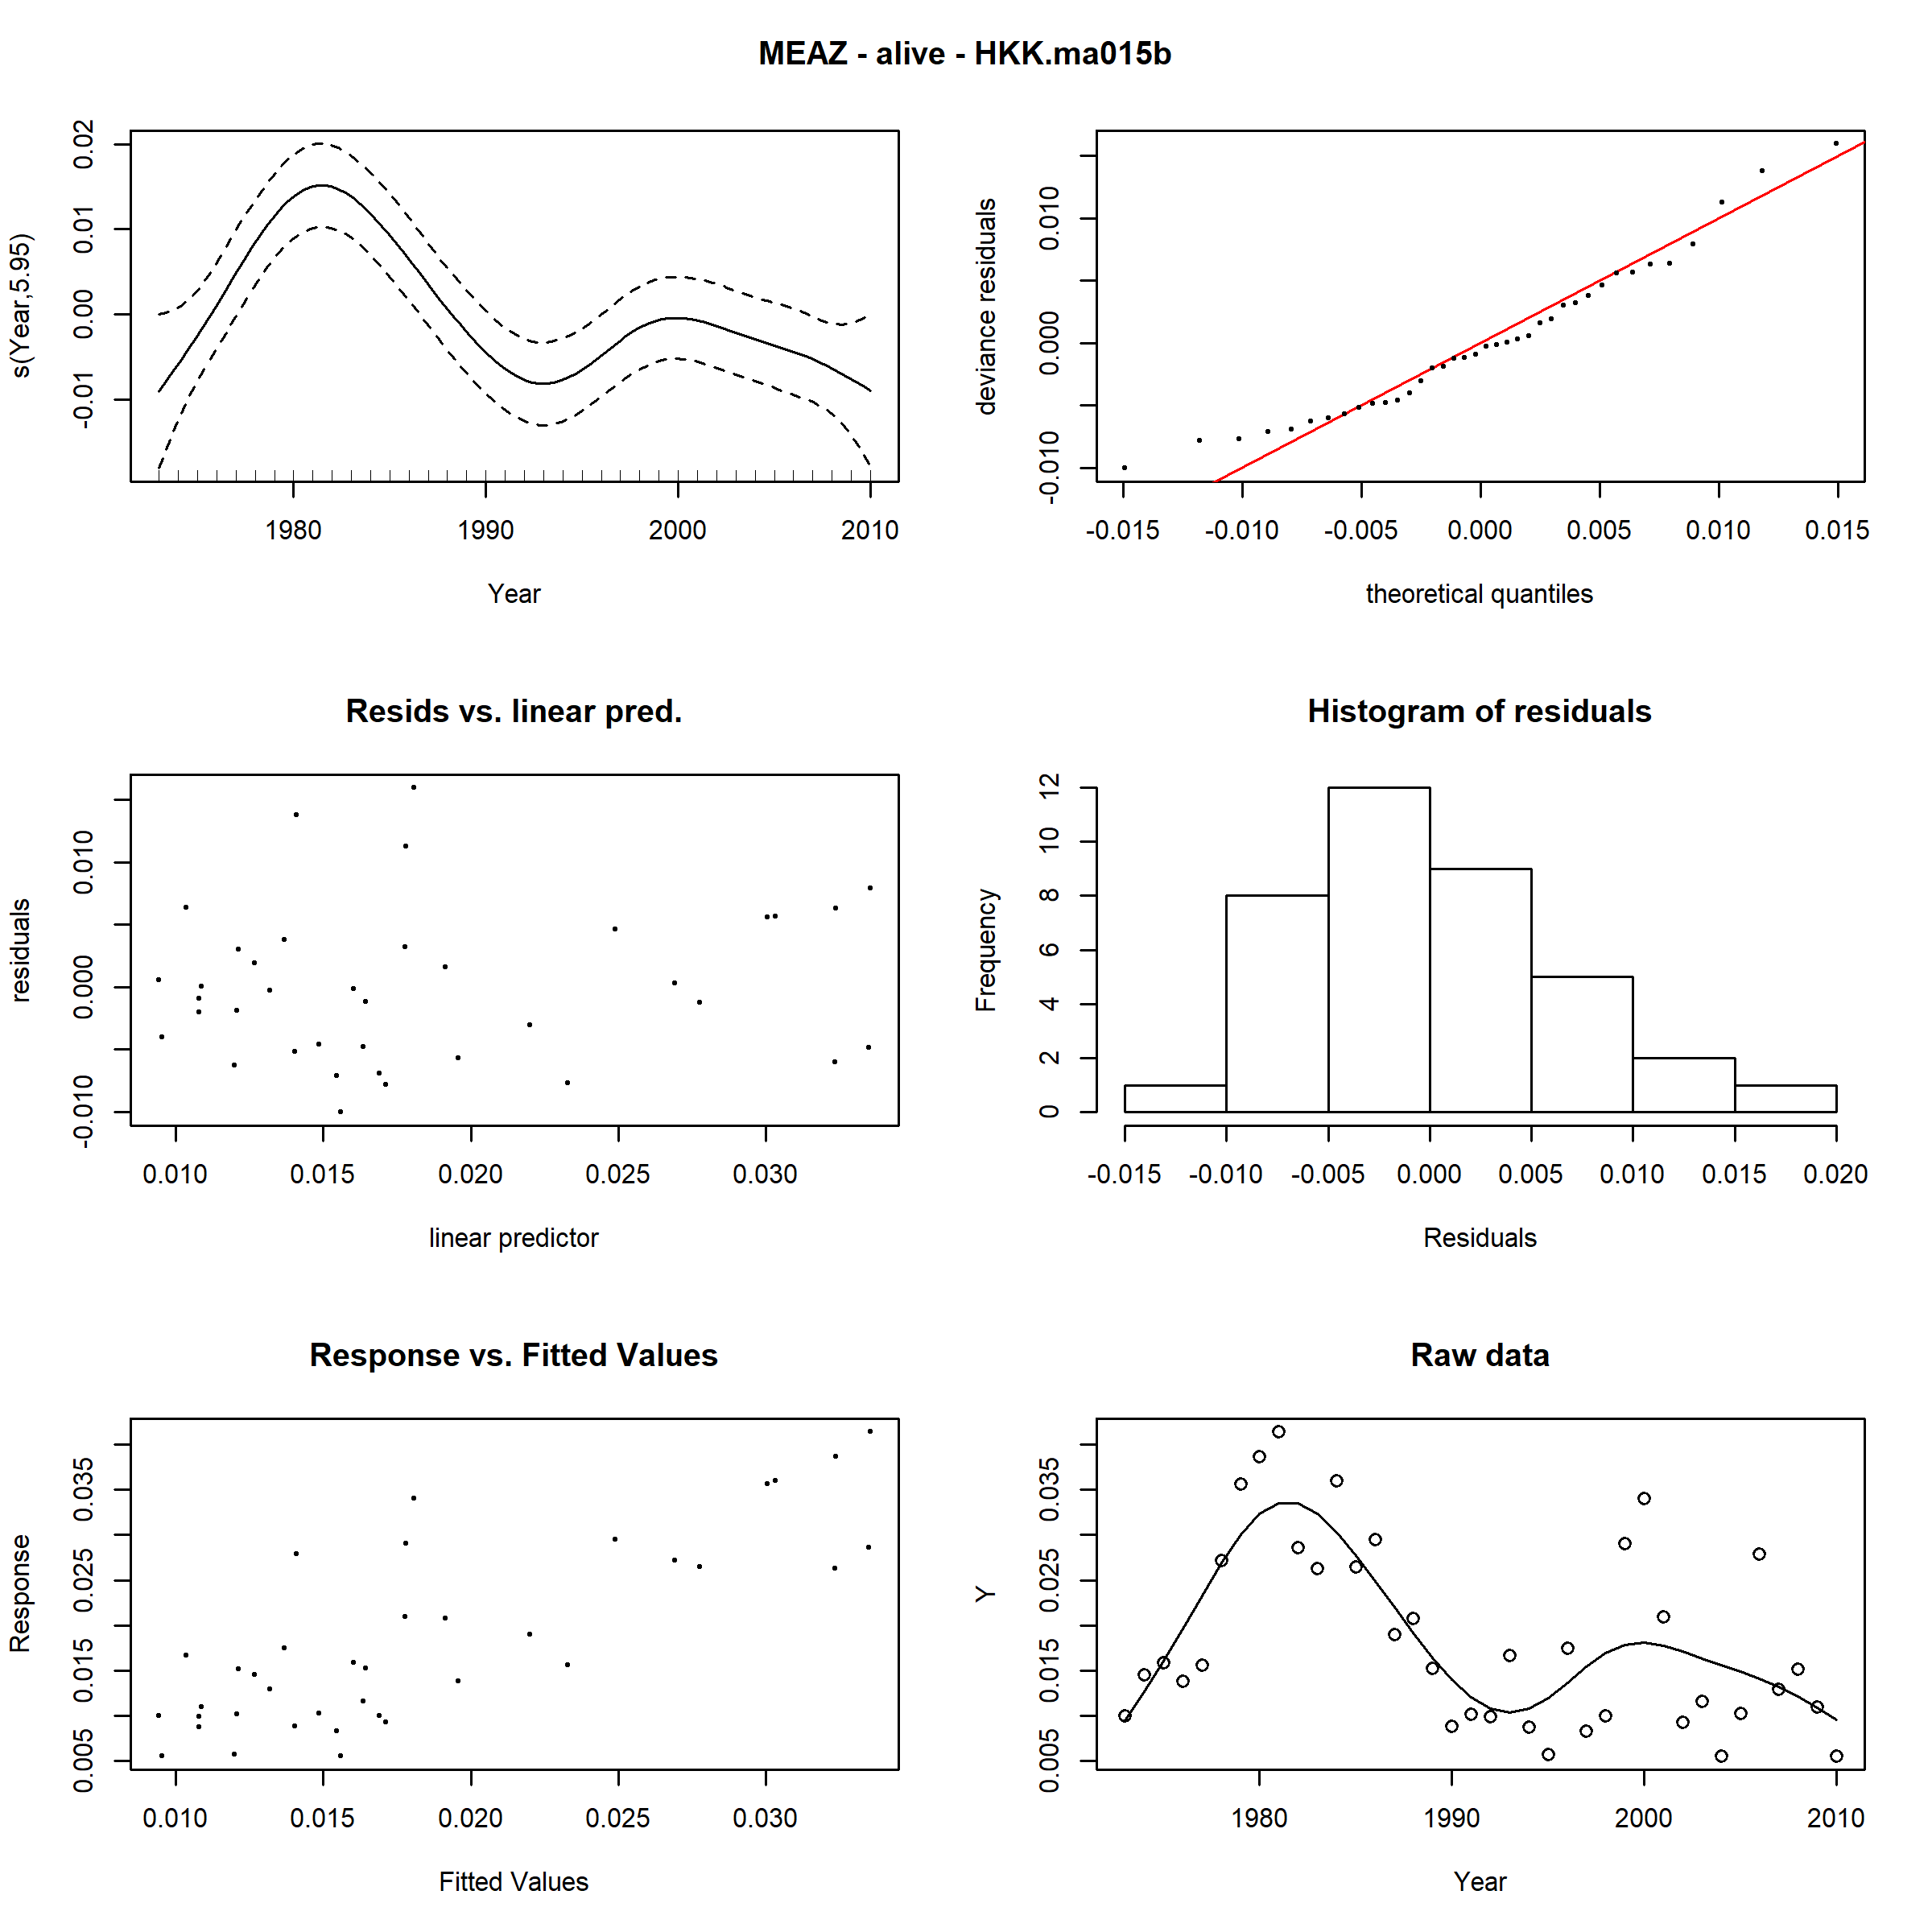 MEAZ - alive - HKK.ma015b
s(Year,5.95)
0.02
0.01
0.00
-0.01
1980 1990 2000 2010
Year
deviance residuals
0.010
0.000
-0.010
-0.015 -0.010 -0.005 0.000 0.005 0.010 0.015
theoretical quantiles
Resids vs. linear pred.
residuals
0.010
0.000
-0.010
0.010 0.015 0.020 0.025 0.030
linear predictor
Histogram of residuals
Frequency
12
10
8
6
4
2
0
-0.015 -0.010 -0.005 0.000 0.005 0.010 0.015 0.020
Residuals
Response vs. Fitted Values
Response
0.035
0.025
0.015
0.005
0.010 0.015 0.020 0.025 0.030
Fitted Values
Raw data
Y
0.035
0.025
0.015
0.005
1980 1990 2000 2010
Year